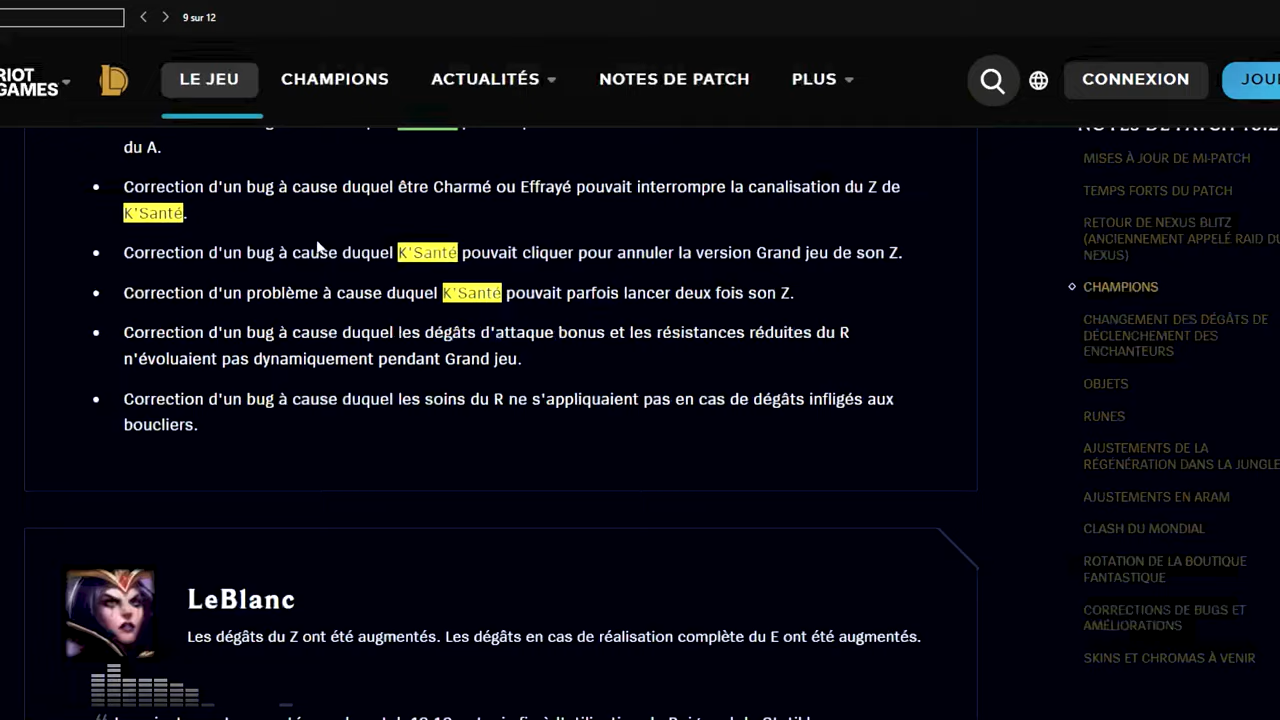 9 sur 12
RIOT
GAMES
LE JEU
CHAMPIONS
ACTUALITÉS
NOTES DE PATCH
PLUS
CONNEXION
du A.
Correction d'un bug à cause duquel être Charmé ou Effrayé pouvait interrompre la canalisation du Z de
K'Santé.
Correction d'un bug à cause duquel K'Santé pouvait cliquer pour annuler la version Grand jeu de son Z.
Correction d'un problème à cause duquel K'Santé pouvait parfois lancer deux fois son Z.
Correction d'un bug à cause duquel les dégâts d'attaque bonus et les résistances réduites du R
n'évoluaient pas dynamiquement pendant Grand jeu.
Correction d'un bug à cause duquel les soins du R ne s'appliquaient pas en cas de dégâts infligés aux
boucliers.
LeBlanc
Les dégâts du Z ont été augmentés. Les dégâts en cas de réalisation complète du E ont été augmentés.
NOTES DE PATCH
MISES À JOUR DE MI-PATCH
TEMPS FORTS DU PATCH
RETOUR DE NEXUS BLITZ
(ANCIENNEMENT APPELÉ RAID DU
NEXUS)
CHAMPIONS
CHANGEMENT DES DÉGÂTS DE
DÉCLENCHEMENT DES
ENCHANTEURS
OBJETS
RUNES
AJUSTEMENTS DE LA
RÉGÉNÉRATION DANS LA JUNGLE
AJUSTEMENTS EN ARAM
CLASH DU MONDIAL
ROTATION DE LA BOUTIQUE
FANTASTIQUE
CORRECTIONS DE BUGS ET
AMÉLIORATIONS
SKINS ET CHROMAS À VENIR